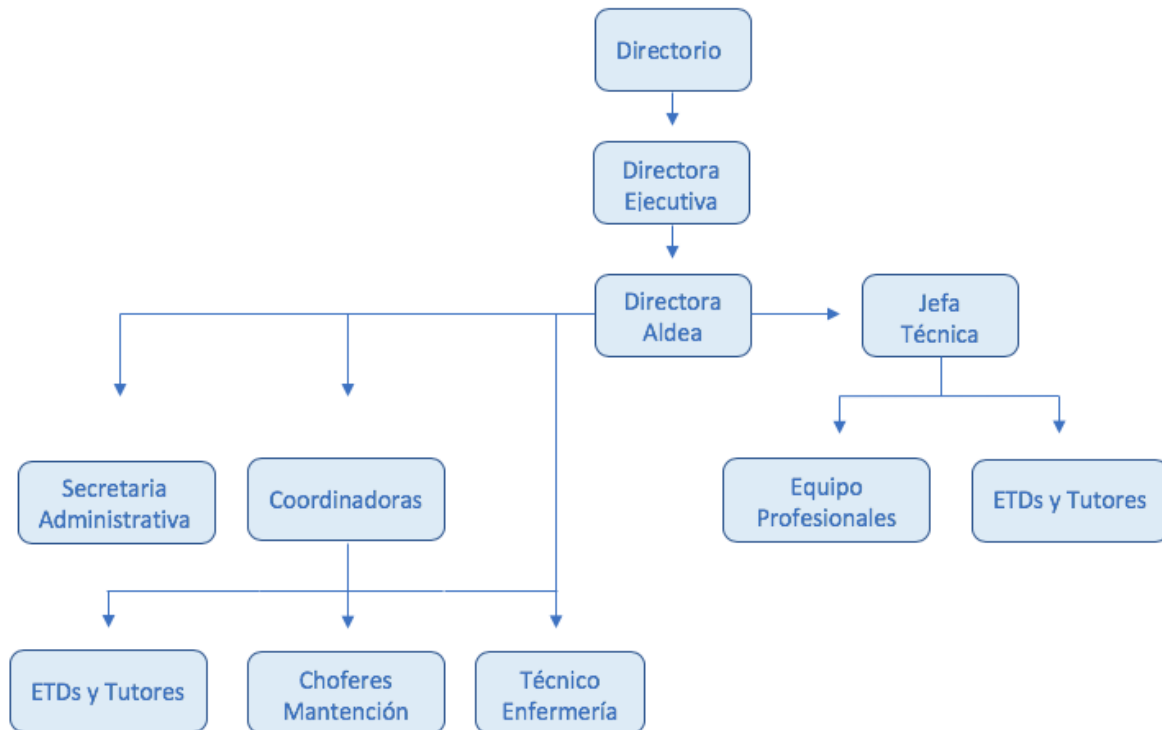 Directorio
Directora
Ejecutiva
Directora
Aldea
Jefa
Técnica
Secretaria
Administrativa
Coordinadoras
Equipo
Profesionales
ETDs y Tutores
ETDs y Tutores
Choferes
Mantención
Técnico
Enfermería